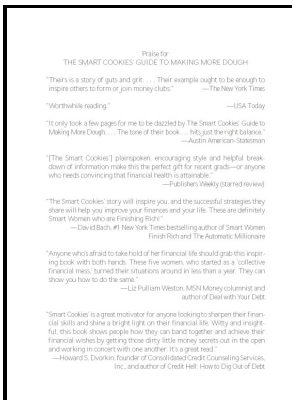 Praise for
THE SMART COOKIES' GUIDE TO MAKING MORE DOUGH
"Theirs is a story of guts and grit. . . . Their example ought to be enough to
inspire others to form or join money clubs." —The New York Times
"Worthwhile reading." —USA Today
"It only took a few pages for me to be dazzled by The Smart Cookies' Guide to
Making More Dough. . . . The tone of their book . . . hits just the right balance."
—Austin American-Statesman
"[The Smart Cookies'] plainspoken, encouraging style and helpful break-
down of information make this the perfect gift for recent grads—or anyone
who needs convincing that financial health is attainable."
—Publishers Weekly (starred review)
"The Smart Cookies' story will inspire you, and the successful strategies they
share will help you improve your finances and your life. These are definitely
Smart Women who are Finishing Rich!"
—David Bach, #1 New York Times bestselling author of Smart Women
Finish Rich and The Automatic Millionaire
"Anyone who's afraid to take hold of her financial life should grab this inspir-
ing book with both hands. These five women, who started as a 'collective
financial mess,' turned their situations around in less than a year. They can
show you how to do the same."
—Liz Pulliam Weston, MSN Money columnist and
author of Deal with Your Debt
"Smart Cookies' is a great motivator for anyone looking to sharpen their finan-
cial skills and shine a bright light on their financial life. Witty and insight-
ful, this book shows people how they can band together and achieve their
financial wishes by getting those dirty little money secrets out in the open
and working in concert with one another. It's a great read."
—Howard S. Dvorkin, founder of Consolidated Credit Counseling Services,
Inc., and author of Credit Hell: How to Dig Out of Debt